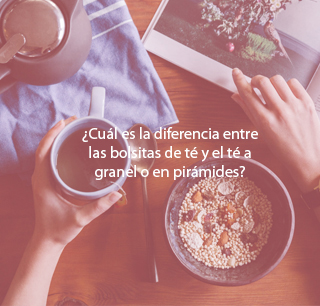 ¿Cuál es la diferencia entre
las bolsitas de té y el té a
granel o en pirámides?